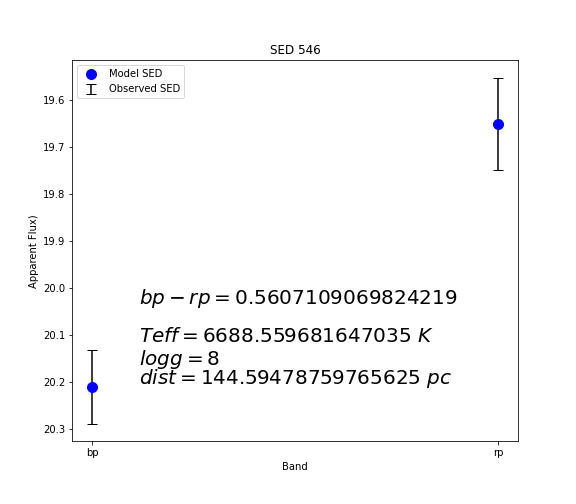 SED 546
Model SED
Observed SED
19.6
19.7
19.8
19.9
20.0
20.1
20.2
20.3
Apparent Flux)
bp − rp = 0.5607109069824219
Teff = 6688.559681647035 K
logg = 8
dist = 144.59478759765625 pc
bp
rp
Band